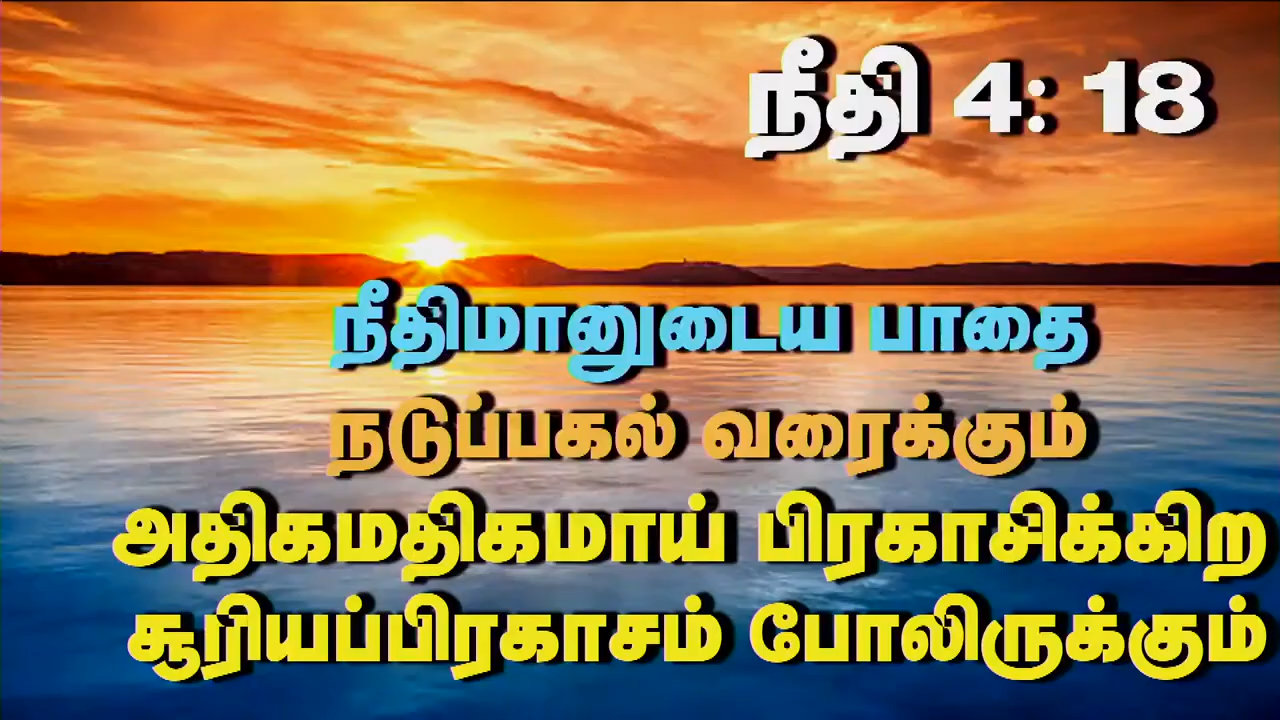 நீதி 4: 18
நீதிமானுடைய பாதை
நடுப்பகல் வரைக்கும்
அதிகமதிகமாய் பிரகாசிக்கிற
சூரியப்பிரகாசம் போலிருக்கும்